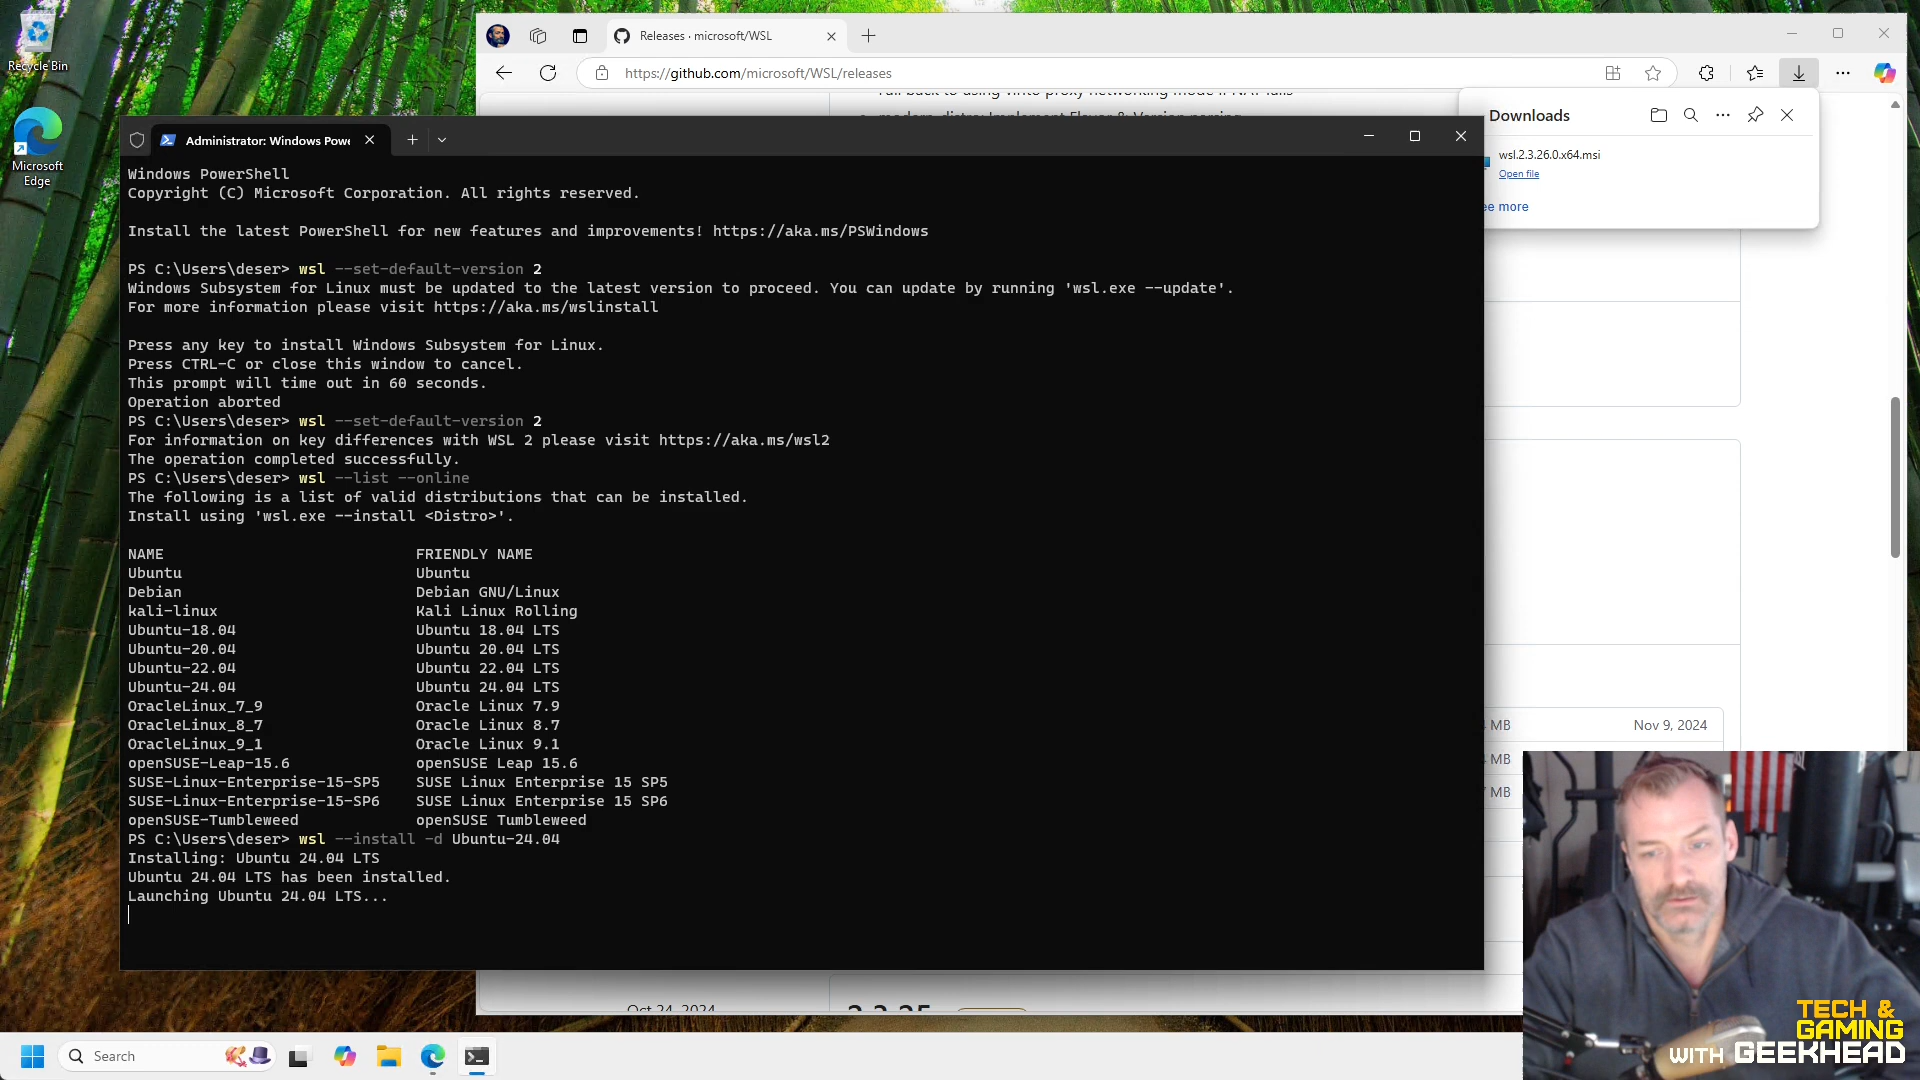 Recycle Bin
Microsoft
Edge
Releases · microsoft/WSL
https://github.com/microsoft/WSL/releases
Downloads
wsl.2.3.26.0.x64.msi
Open file
ee more
Administrator: Windows Powe
Windows PowerShell
Copyright (C) Microsoft Corporation. All rights reserved.
Install the latest PowerShell for new features and improvements! https://aka.ms/PSWindows
PS C:\Users\deser> wsl --set-default-version 2
Windows Subsystem for Linux must be updated to the latest version to proceed. You can update by running 'wsl.exe --update'.
For more information please visit https://aka.ms/wslinstall
Press any key to install Windows Subsystem for Linux.
Press CTRL-C or close this window to cancel.
This prompt will time out in 60 seconds.
Operation aborted
PS C:\Users\deser> wsl --set-default-version 2
For information on key differences with WSL 2 please visit https://aka.ms/wsl2
The operation completed successfully.
PS C:\Users\deser> wsl --list --online
The following is a list of valid distributions that can be installed.
Install using 'wsl.exe --install <Distro>'.
NAME FRIENDLY NAME
Ubuntu Ubuntu
Debian Debian GNU/Linux
kali-linux Kali Linux Rolling
Ubuntu-18.04 Ubuntu 18.04 LTS
Ubuntu-20.04 Ubuntu 20.04 LTS
Ubuntu-22.04 Ubuntu 22.04 LTS
Ubuntu-24.04 Ubuntu 24.04 LTS
OracleLinux_7_9 Oracle Linux 7.9
OracleLinux_8_7 Oracle Linux 8.7
OracleLinux_9_1 Oracle Linux 9.1
openSUSE-Leap-15.6 openSUSE Leap 15.6
SUSE-Linux-Enterprise-15-SP5 SUSE Linux Enterprise 15 SP5
SUSE-Linux-Enterprise-15-SP6 SUSE Linux Enterprise 15 SP6
openSUSE-Tumbleweed openSUSE Tumbleweed
PS C:\Users\deser> wsl --install -d Ubuntu-24.04
Installing: Ubuntu 24.04 LTS
Ubuntu 24.04 LTS has been installed.
Launching Ubuntu 24.04 LTS...
MB Nov 9, 2024
MB
MB
Oct 24, 2024
2.3.25
Search
TECH &
GAMING
WITH GEEKHEAD